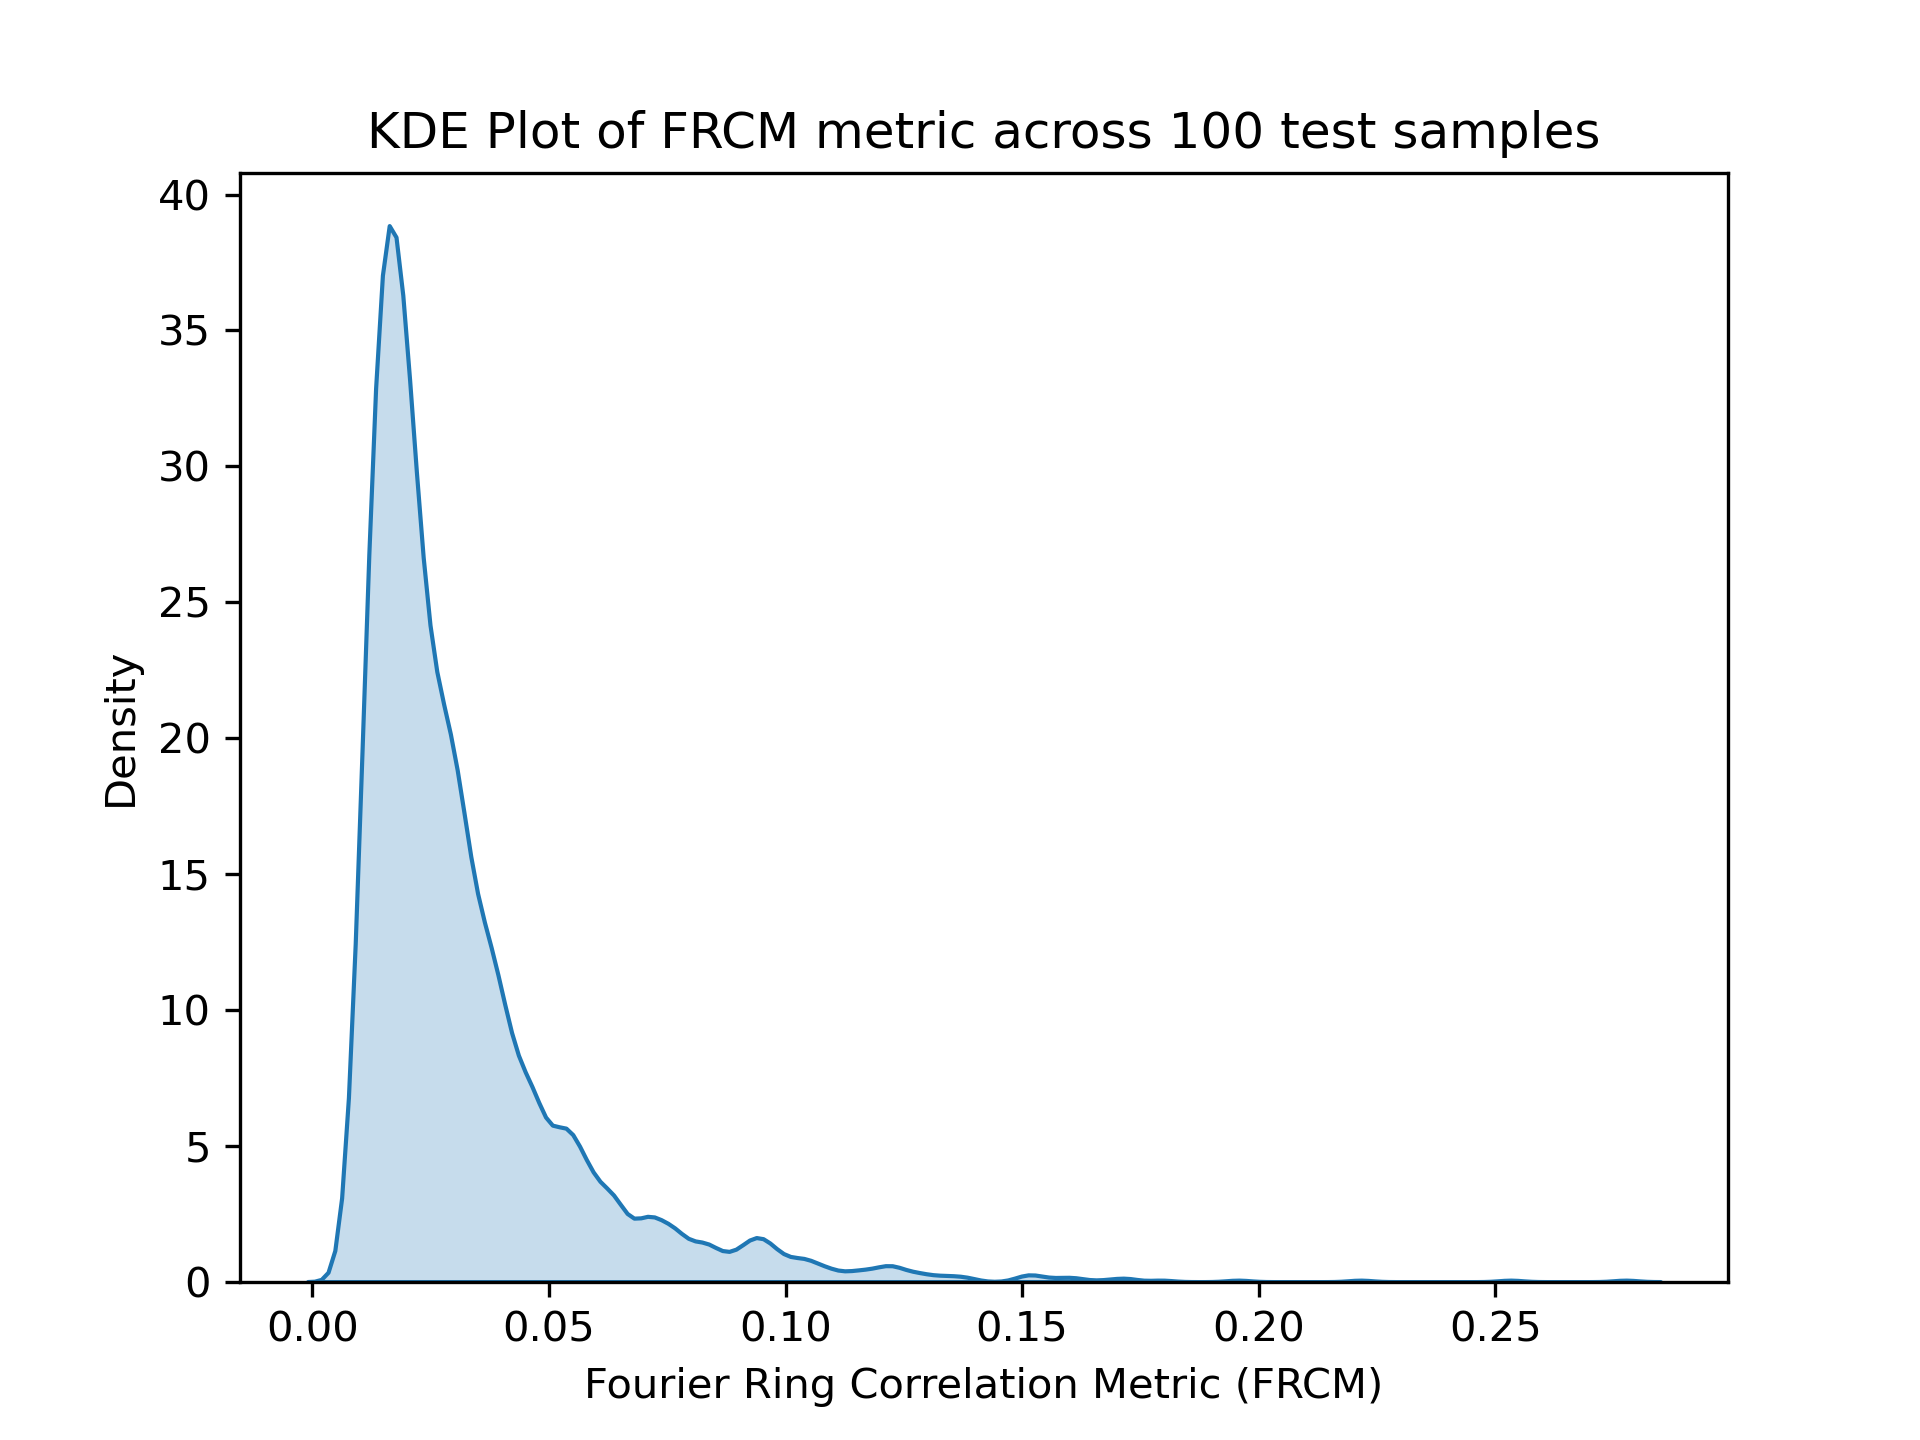 KDE Plot of FRCM metric across 100 test samples
Density
40
35
30
25
20
15
10
5
0
0.00 0.05 0.10 0.15 0.20 0.25
Fourier Ring Correlation Metric (FRCM)